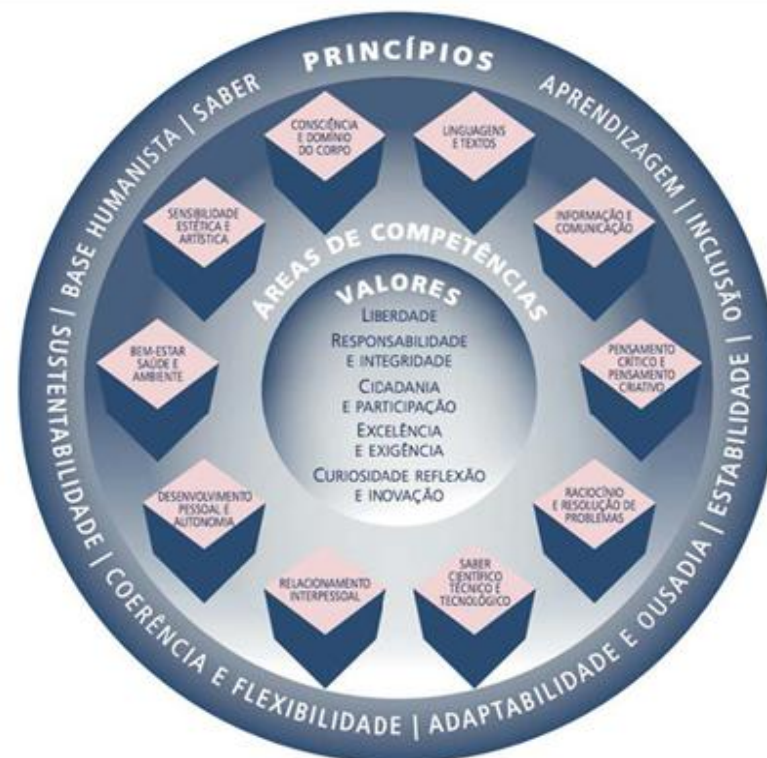 PRINCÍPIOS
BASE HUMANISTA | SABER
APRENDIZAGEM | INCLUSÃO |
ESTABILIDADE |
ADAPTABILIDADE E OUSADIA |
COERÊNCIA E FLEXIBILIDADE |
SUSTENTABILIDADE |
ÁREAS DE COMPETÊNCIAS
LINGUAGENS
E TEXTOS
INFORMAÇÃO E
COMUNICAÇÃO
PENSAMENTO
CRÍTICO E
PENSAMENTO
CRIATIVO
RACIOCÍNIO
E RESOLUÇÃO DE
PROBLEMAS
SABER
CIENTÍFICO
TÉCNICO E
TECNOLÓGICO
RELACIONAMENTO
INTERPESSOAL
DESENVOLVIMENTO
PESSOAL E
AUTONOMIA
BEM-ESTAR
SAÚDE E
AMBIENTE
SENSIBILIDADE
ESTÉTICA E
ARTÍSTICA
CONSCIÊNCIA
E DOMÍNIO
DO CORPO
VALORES
LIBERDADE
RESPONSABILIDADE
E INTEGRIDADE
CIDADANIA
E PARTICIPAÇÃO
EXCELÊNCIA
E EXIGÊNCIA
CURIOSIDADE REFLEXÃO
E INOVAÇÃO